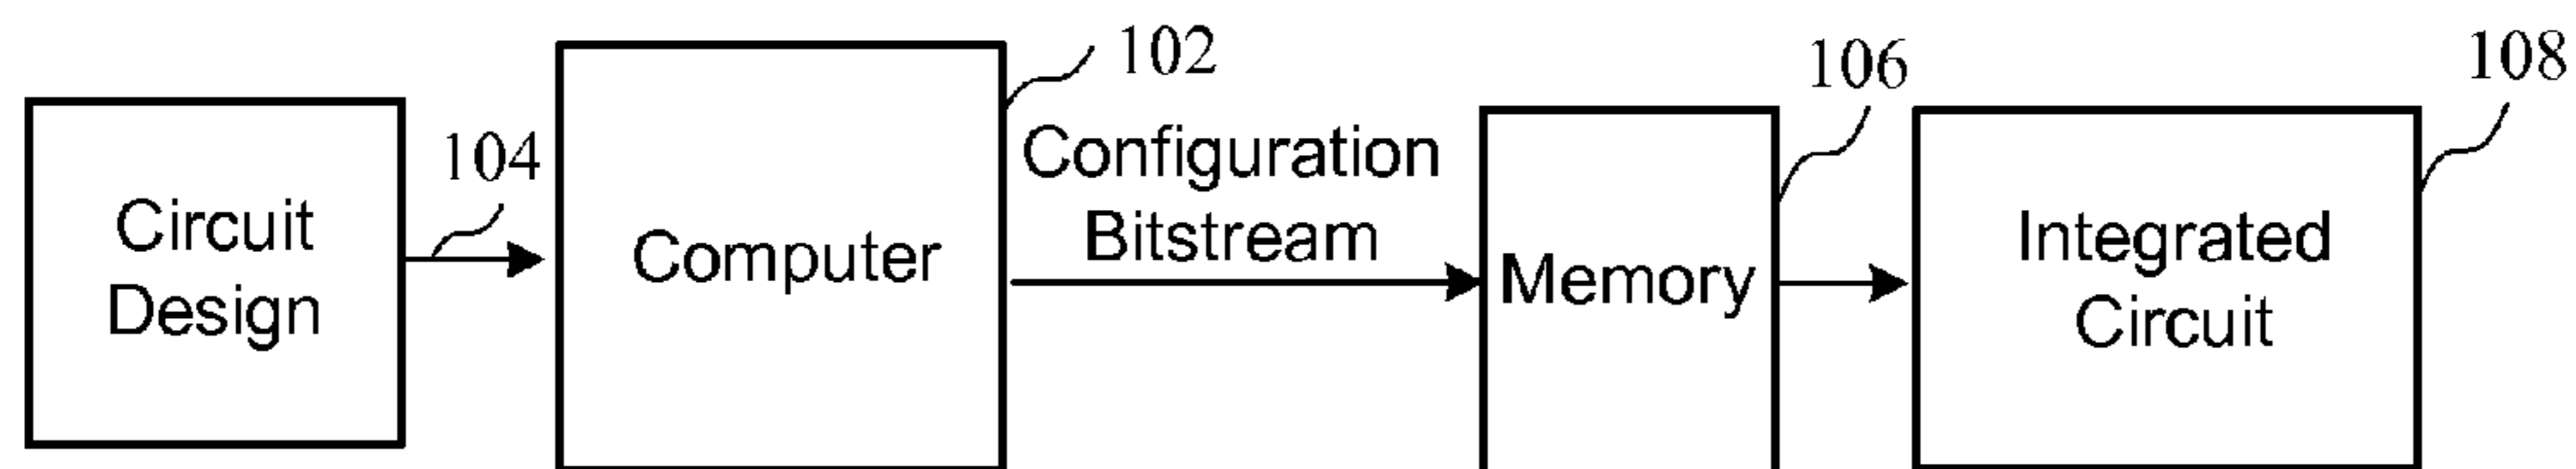 Circuit
Design
104
Computer
102
Configuration
Bitstream
Memory
106
Integrated
Circuit
108